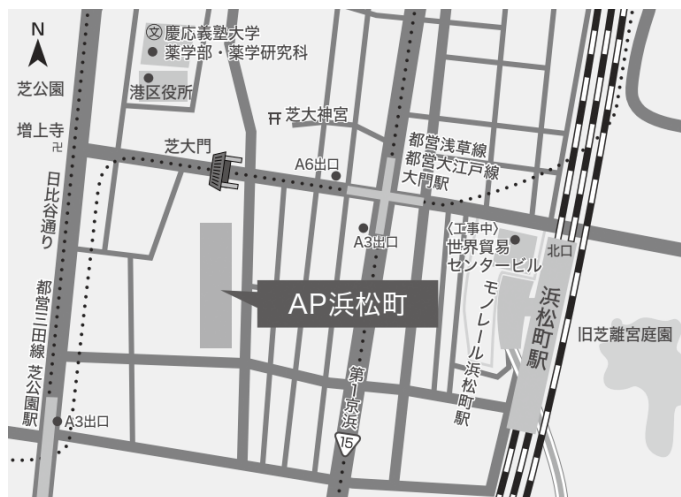 N
文 慶応義塾大学
薬学部・薬学研究科
芝公園
港区役所
増上寺
卍
芝大門
芝大神宮
A6出口
都営浅草線
都営大江戸線
大門駅
日比谷通り
A3出口
〈工事中〉
世界貿易
センタービル
北口
AP浜松町
モノレール浜松町駅
浜松町駅
旧芝離宮庭園
都営三田線 芝公園駅
第1京浜
15
A3出口